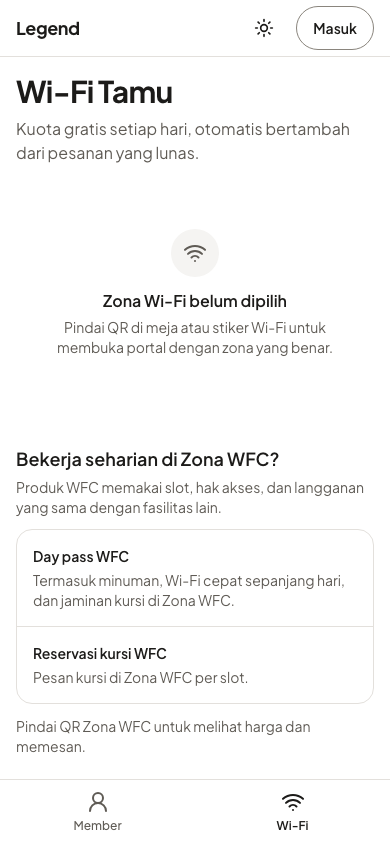 Legend
Masuk
Wi-Fi Tamu
Kuota gratis setiap hari, otomatis bertambah
dari pesanan yang lunas.
Zona Wi-Fi belum dipilih
Pindai QR di meja atau stiker Wi-Fi untuk
membuka portal dengan zona yang benar.
Bekerja seharian di Zona WFC?
Produk WFC memakai slot, hak akses, dan langganan
yang sama dengan fasilitas lain.
Day pass WFC
Termasuk minuman, Wi-Fi cepat sepanjang hari,
dan jaminan kursi di Zona WFC.
Reservasi kursi WFC
Pesan kursi di Zona WFC per slot.
Pindai QR Zona WFC untuk melihat harga dan
memesan.
Member
Wi-Fi